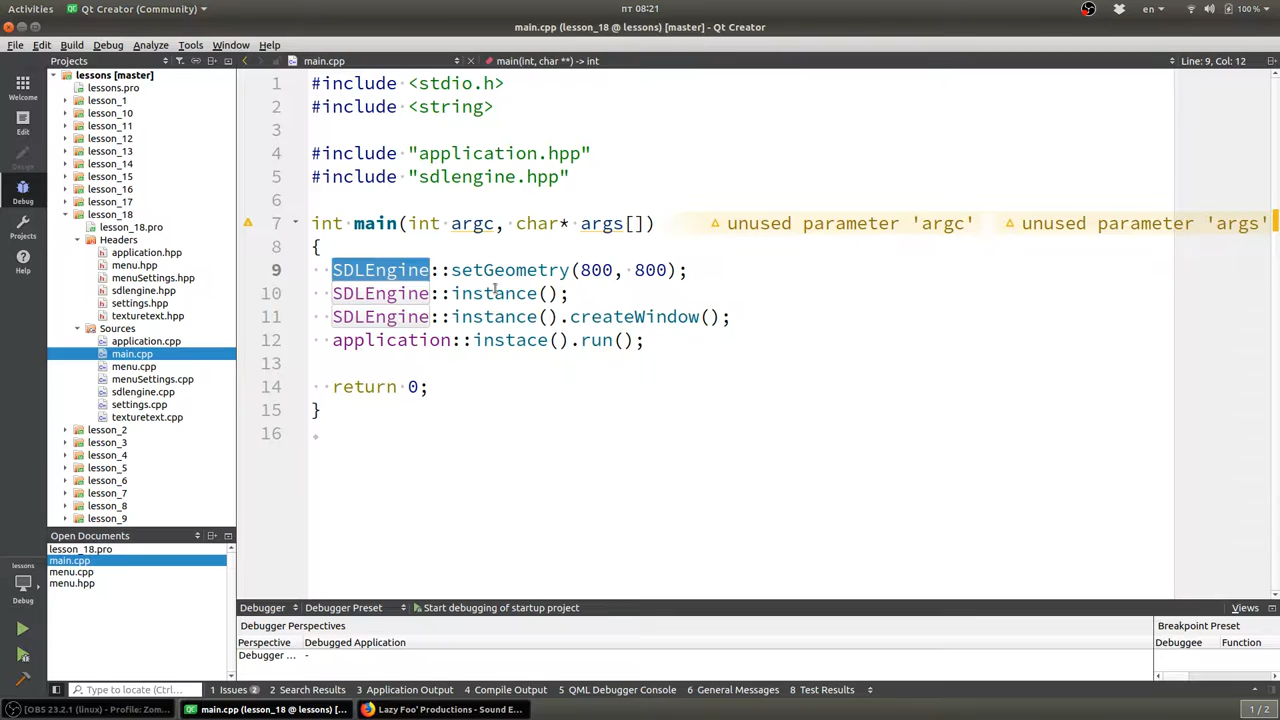 Activities
QT Creator (Community)
пт 08:21
en
100 %
main.cpp (lesson_18 @ lessons) [master] - Qt Creator
File Edit Build Debug Analyze Tools Window Help
Projects
main.cpp
main(int, char **) -> int
Line: 9, Col: 12
Welcome
Edit
Design
Debug
Projects
Help
lessons
Debug
lessons [master]
lessons.pro
lesson_1
lesson_10
lesson_11
lesson_12
lesson_13
lesson_14
lesson_15
lesson_16
lesson_17
lesson_18
lesson_18.pro
Headers
application.hpp
menu.hpp
menuSettings.hpp
sdlengine.hpp
settings.hpp
texturetext.hpp
Sources
application.cpp
main.cpp
menu.cpp
menuSettings.cpp
sdlengine.cpp
settings.cpp
texturetext.cpp
lesson_2
lesson_3
lesson_4
lesson_5
lesson_6
lesson_7
lesson_8
lesson_9
Open Documents
lesson_18.pro
main.cpp
menu.cpp
menu.hpp
1 #include <stdio.h>
2 #include <string>
3
4 #include "application.hpp"
5 #include "sdlengine.hpp"
6
7 int main(int argc, char* args[]) unused parameter 'argc' unused parameter 'args'
8 {
9 SDLEngine::setGeometry(800, 800);
10 SDLEngine::instance();
11 SDLEngine::instance().createWindow();
12 application::instace().run();
13
14 return 0;
15 }
16
Debugger
Debugger Preset
Start debugging of startup project
Views
Debugger Perspectives
Breakpoint Preset
Perspective Debugged Application
Debuggee Function
Debugger ... -
Type to locate (Ctrl...
1 Issues 2
2 Search Results
3 Application Output
4 Compile Output
5 QML Debugger Console
6 General Messages
8 Test Results
[OBS 23.2.1 (linux) - Profile: Zom...
main.cpp (lesson_18 @ lessons) [...
Lazy Foo' Productions - Sound E...
1 / 2